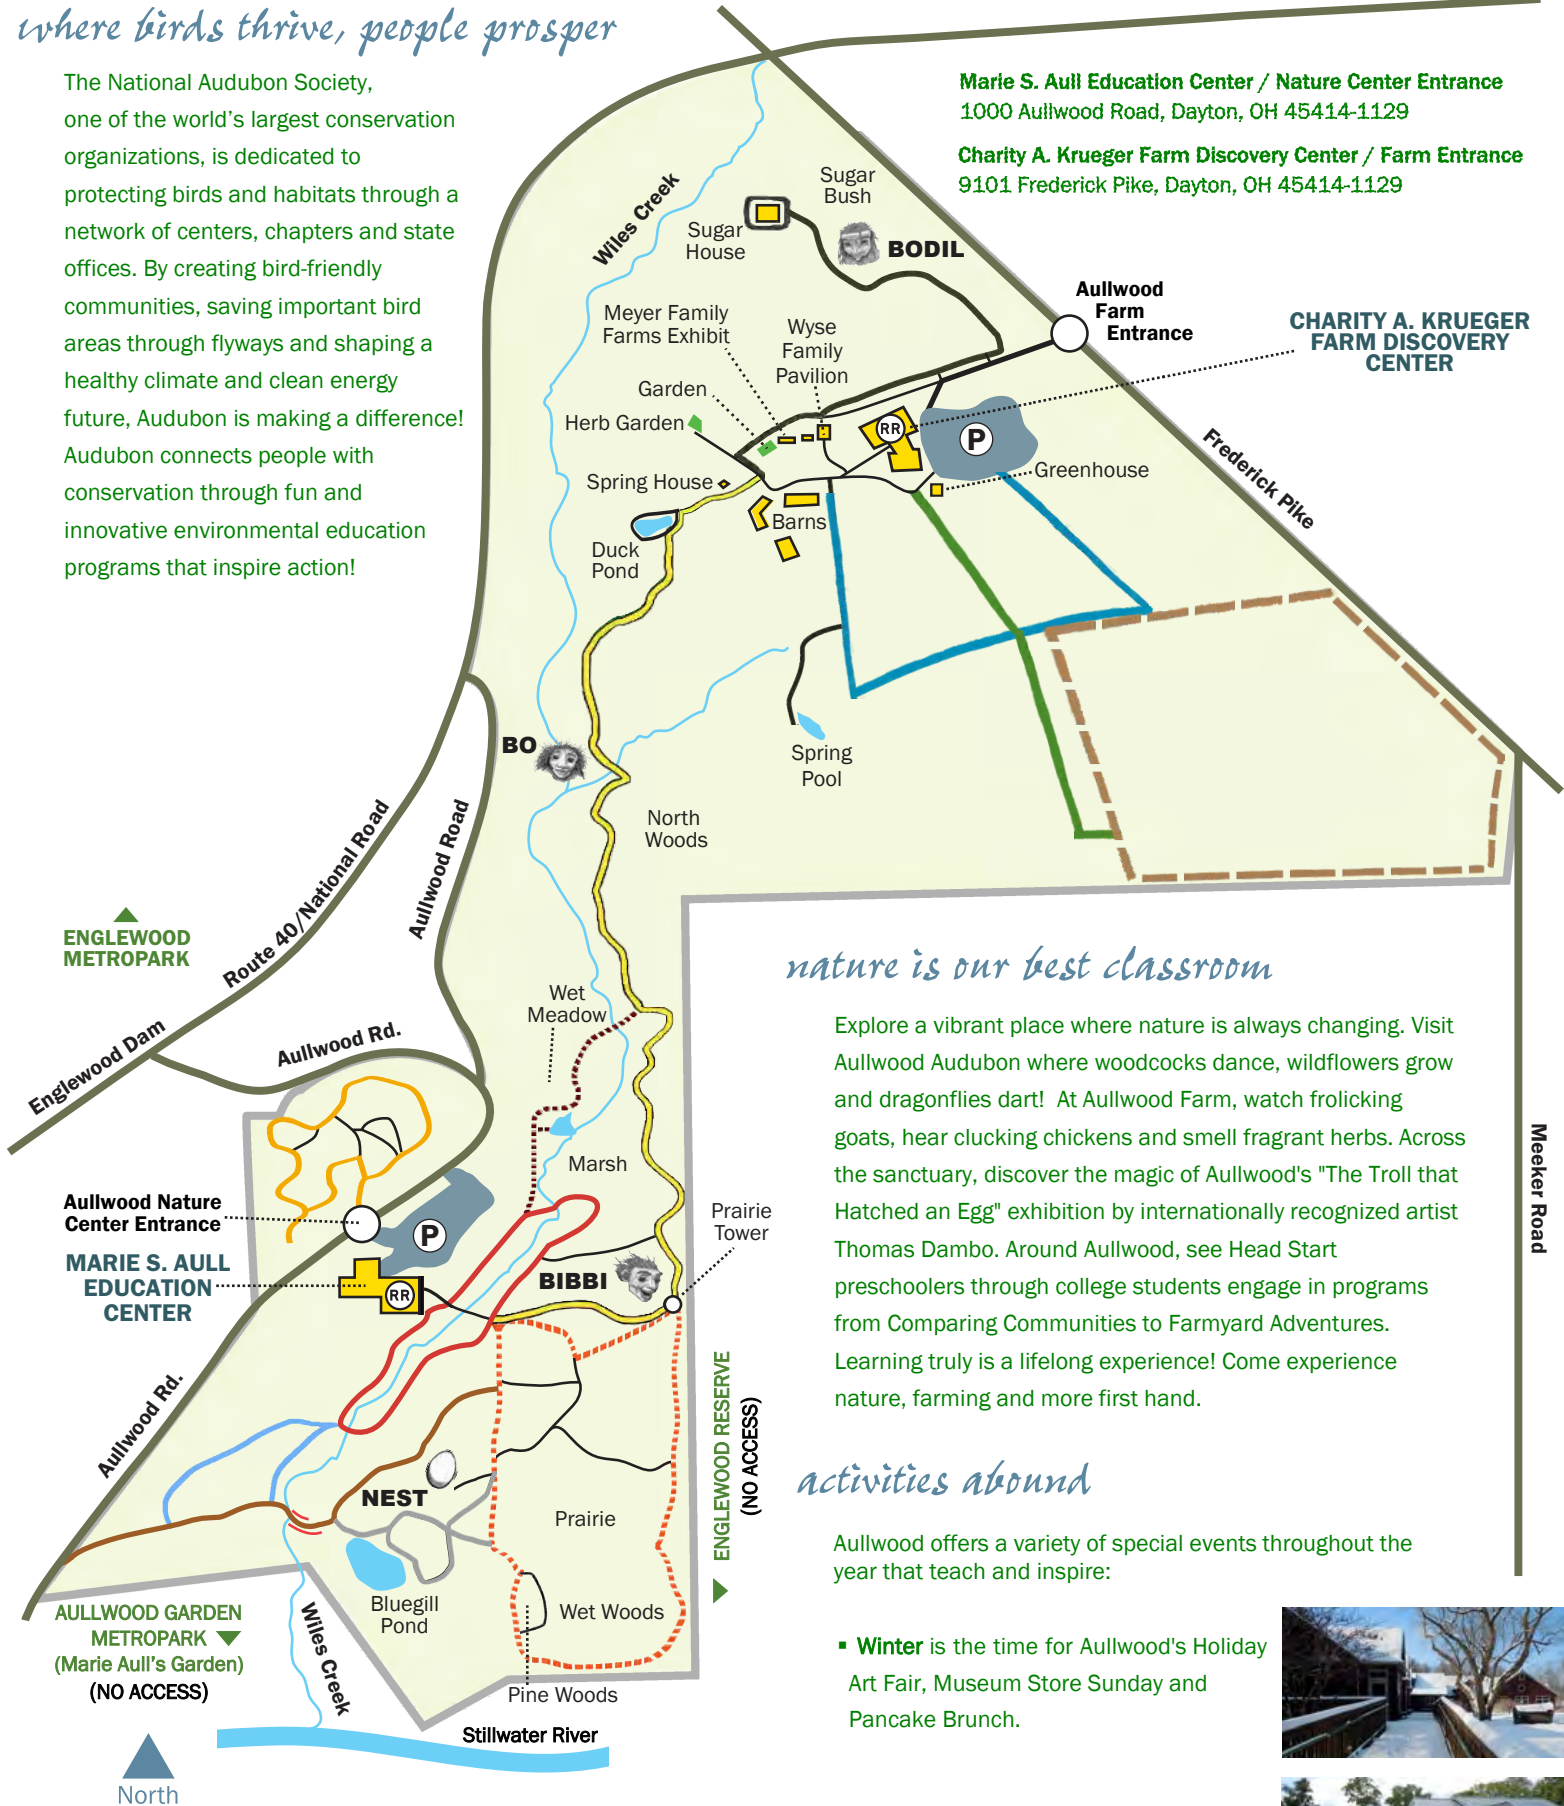 where birds thrive, people prosper
The National Audubon Society,
one of the world's largest conservation
organizations, is dedicated to
protecting birds and habitats through a
network of centers, chapters and state
offices. By creating bird-friendly
communities, saving important bird
areas through flyways and shaping a
healthy climate and clean energy
future, Audubon is making a difference!
Audubon connects people with
conservation through fun and
innovative environmental education
programs that inspire action!
Marie S. Aull Education Center / Nature Center Entrance
1000 Aullwood Road, Dayton, OH 45414-1129
Charity A. Krueger Farm Discovery Center / Farm Entrance
9101 Frederick Pike, Dayton, OH 45414-1129
Wiles Creek
Sugar
Bush
Sugar
House
BODIL
Aullwood
Farm
Entrance
CHARITY A. KRUEGER
FARM DISCOVERY
CENTER
Meyer Family
Farms Exhibit
Wyse
Family
Pavilion
Garden
Herb Garden
RR
P
Greenhouse
Frederick Pike
Spring House
Barns
Duck
Pond
BO
Spring
Pool
North
Woods
Route 40/National Road
Aullwood Road
ENGLEWOOD
METROPARK
Englewood Dam
Aullwood Rd.
Wet
Meadow
Marsh
Aullwood Nature
Center Entrance
P
MARIE S. AULL
EDUCATION
CENTER
RR
BIBBI
Prairie
Tower
Aullwood Rd.
NEST
Prairie
ENGLEWOOD RESERVE
(NO ACCESS)
Bluegill
Pond
Wet Woods
Pine Woods
AULLWOOD GARDEN
METROPARK
(Marie Aull's Garden)
(NO ACCESS)
Wiles Creek
Stillwater River
North
Meeker Road
nature is our best classroom
Explore a vibrant place where nature is always changing. Visit
Aullwood Audubon where woodcocks dance, wildflowers grow
and dragonflies dart! At Aullwood Farm, watch frolicking
goats, hear clucking chickens and smell fragrant herbs. Across
the sanctuary, discover the magic of Aullwood's "The Troll that
Hatched an Egg" exhibition by internationally recognized artist
Thomas Dambo. Around Aullwood, see Head Start
preschoolers through college students engage in programs
from Comparing Communities to Farmyard Adventures.
Learning truly is a lifelong experience! Come experience
nature, farming and more first hand.
activities abound
Aullwood offers a variety of special events throughout the
year that teach and inspire:
▪ Winter is the time for Aullwood's Holiday
Art Fair, Museum Store Sunday and
Pancake Brunch.